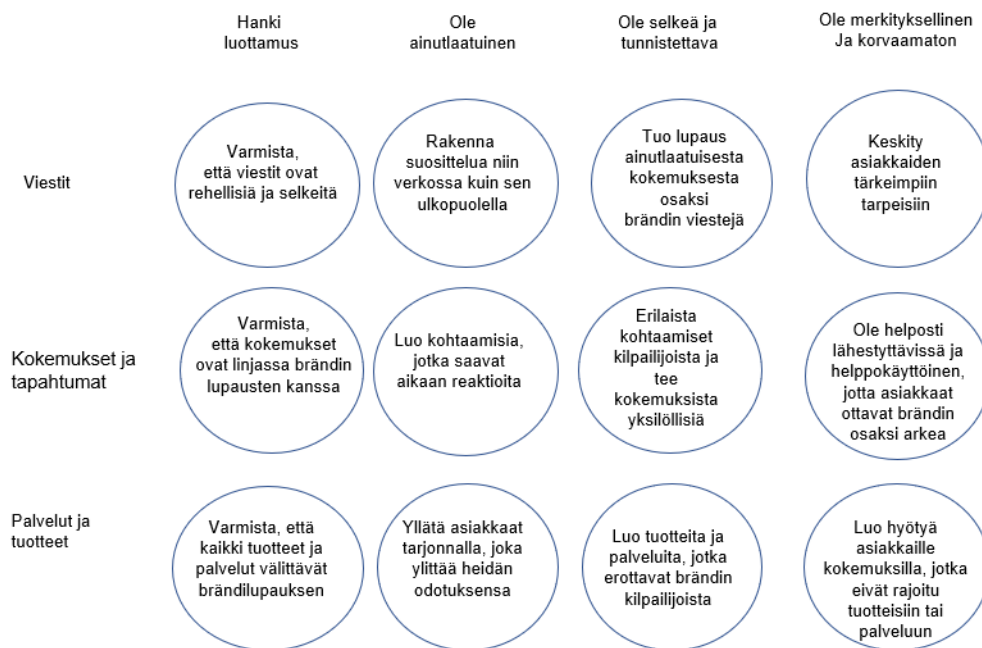 Hanki
luottamus
Ole
ainutlaatuinen
Ole selkeä ja
tunnistettava
Ole merkityksellinen
Ja korvaamaton
Viestit
Varmista,
että viestit ovat
rehellisiä ja selkeitä
Rakenna
suosittelua niin
verkossa kuin sen
ulkopuolella
Tuo lupaus
ainutlaatuisesta
kokemuksesta
osaksi
brändin viestejä
Keskity
asiakkaiden
tärkeimpiin
tarpeisiin
Kokemukset ja
tapahtumat
Varmista,
että kokemukset
ovat linjassa brändin
lupausten kanssa
Luo kohtaamisia,
jotka saavat
aikaan reaktioita
Erilaista
kohtaamiset
kilpailijoista ja
tee
kokemuksista
yksilöllisiä
Ole helposti
lähestyttävissä ja
helppokäyttöinen,
jotta asiakkaat
ottavat brändin
osaksi arkea
Palvelut ja
tuotteet
Varmista, että
kaikki tuotteet ja
palvelut välittävät
brändilupauksen
Yllätä asiakkaat
tarjonnalla, joka
ylittää heidän
odotuksensa
Luo tuotteita ja
palveluita, jotka
erottavat brändin
kilpailijoista
Luo hyötyä
asiakkaille
kokemuksilla, jotka
eivät rajoitu
tuotteisiin tai
palveluun